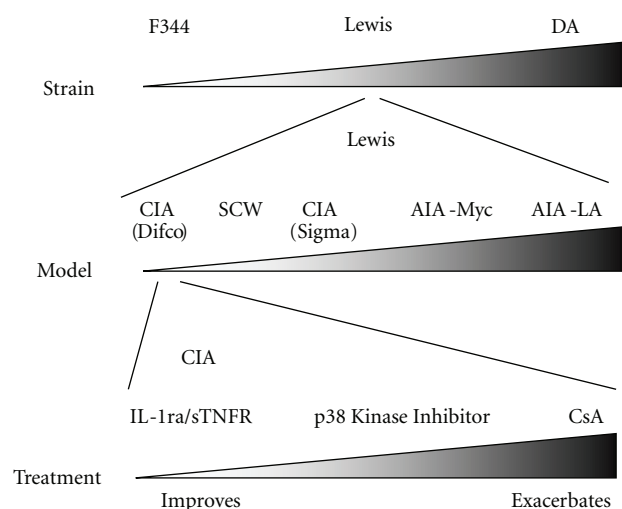 F344 Lewis DA
Strain
Lewis
CIA SCW CIA AIA -Myc AIA -LA
(Difco) (Sigma)
Model
CIA
IL-1ra/sTNFR p38 Kinase Inhibitor CsA
Treatment
Improves Exacerbates